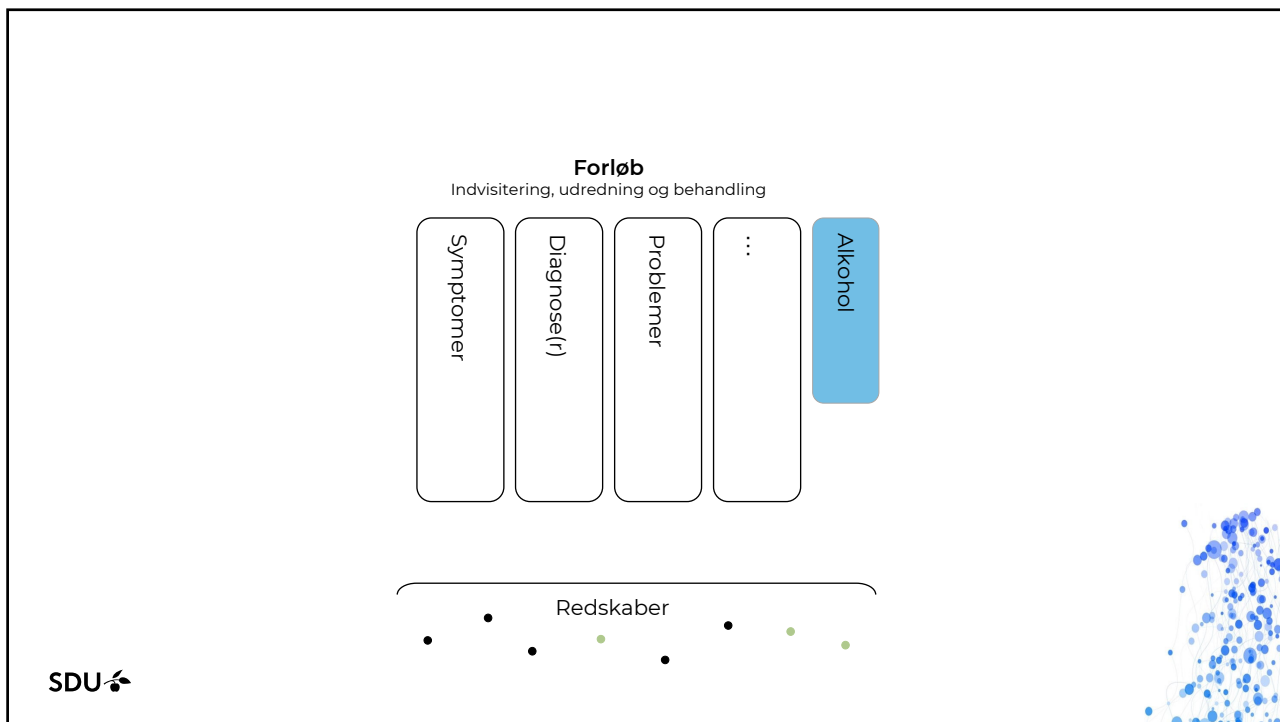 Forløb
Indvisitering, udredning og behandling
Symptomer
Diagnose(r)
Problemer
...
Alkohol
Redskaber
SDU